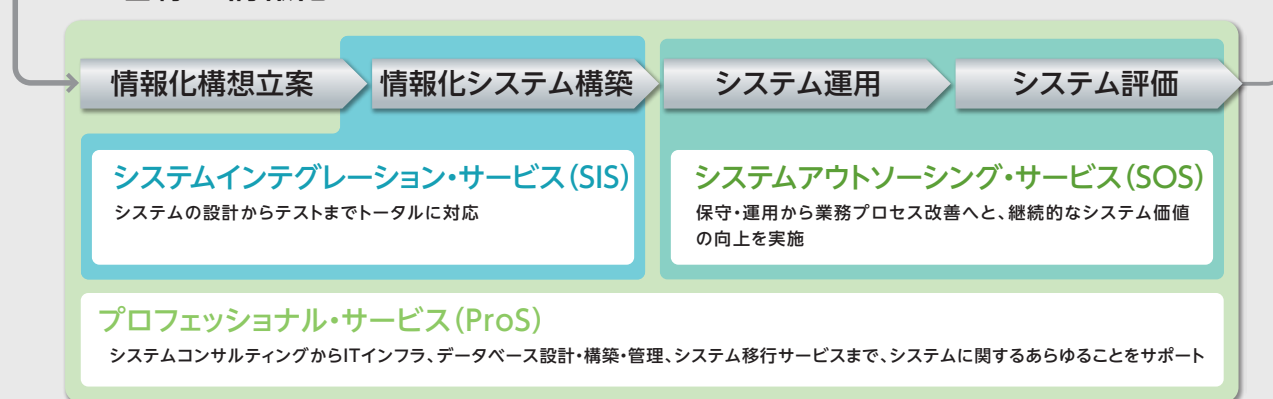 情報化構想立案
情報化システム構築
システム運用
システム評価
システムインテグレーション・サービス(SIS)
システムの設計からテストまでトータルに対応
システムアウトソーシング・サービス(SOS)
保守・運用から業務プロセス改善へと、継続的なシステム価値
の向上を実施
プロフェッショナル・サービス(ProS)
システムコンサルティングからITインフラ、データベース設計・構築・管理、システム移行サービスまで、システムに関するあらゆることをサポート